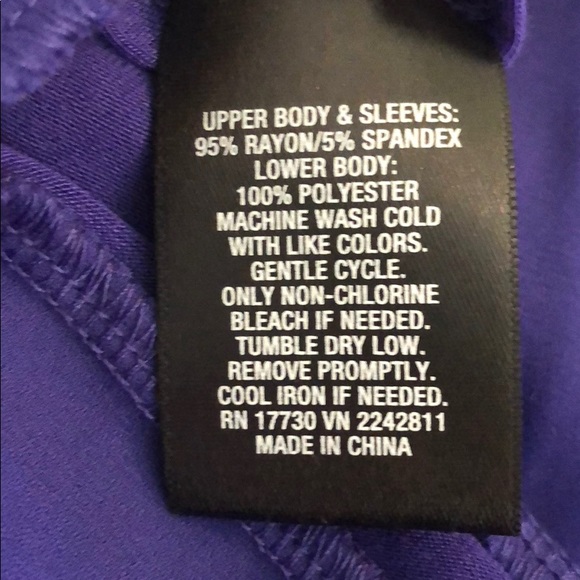 UPPER BODY & SLEEVES:
95% RAYON/5% SPANDEX
LOWER BODY:
100% POLYESTER
MACHINE WASH COLD
WITH LIKE COLORS.
GENTLE CYCLE.
ONLY NON-CHLORINE
BLEACH IF NEEDED.
TUMBLE DRY LOW.
REMOVE PROMPTLY.
COOL IRON IF NEEDED.
RN 17730 VN 2242811
MADE IN CHINA